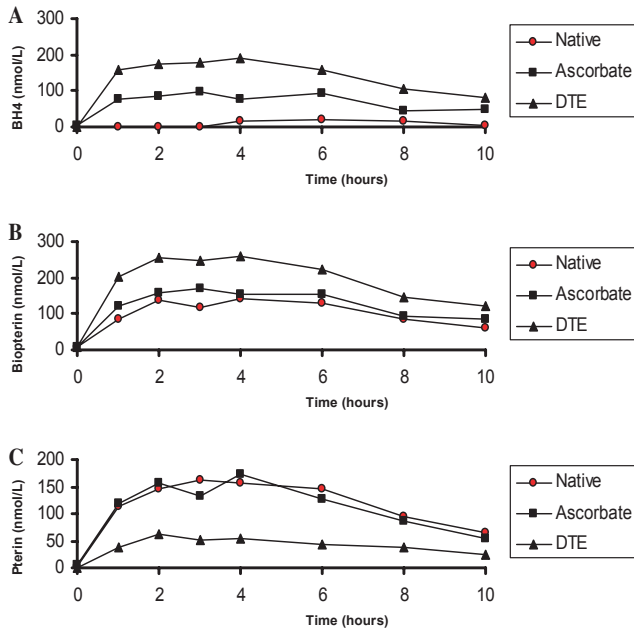 A
BH4 (nmol/L)
300
200
100
0
0 2 4 6 8 10
Time (hours)
Native
Ascorbate
DTE
B
Biopterin (nmol/L)
300
200
100
0
0 2 4 6 8 10
Time (hours)
Native
Ascorbate
DTE
C
Pterin (nmol/L)
200
150
100
50
0
0 2 4 6 8 10
Time (hours)
Native
Ascorbate
DTE